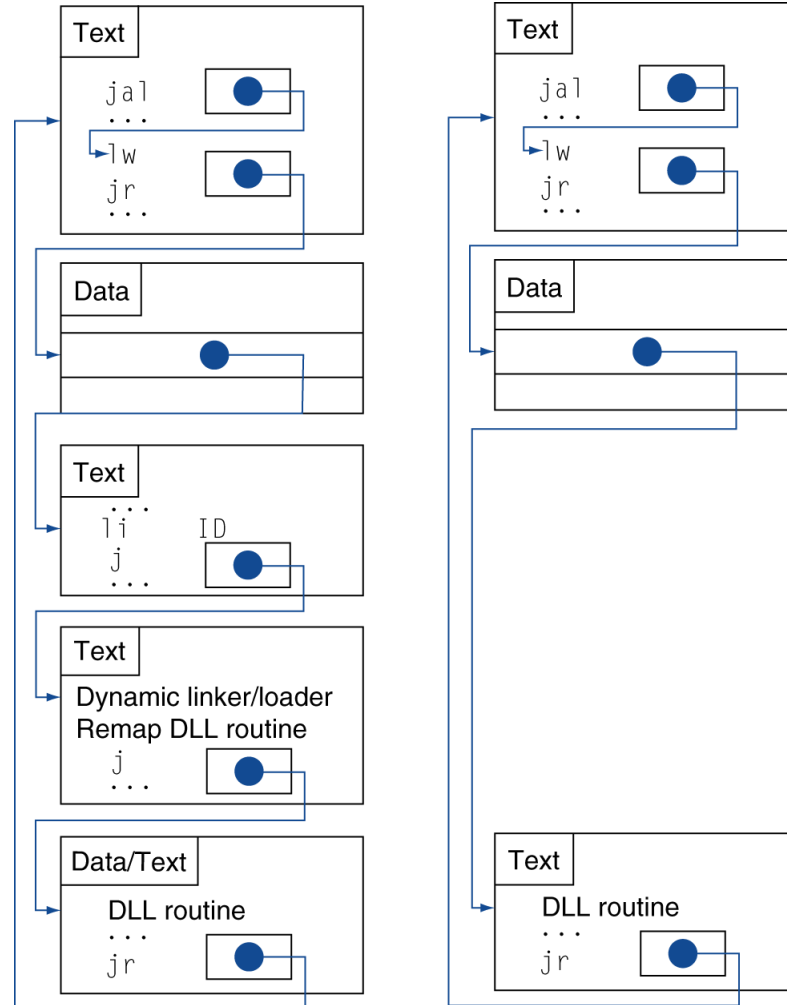 Text
jal
...
lw
jr
...
Data
Text
...
li ID
j
...
Text
Dynamic linker/loader
Remap DLL routine
j
...
Data/Text
DLL routine
...
jr
Text
jal
...
lw
jr
...
Data
Text
DLL routine
...
jr